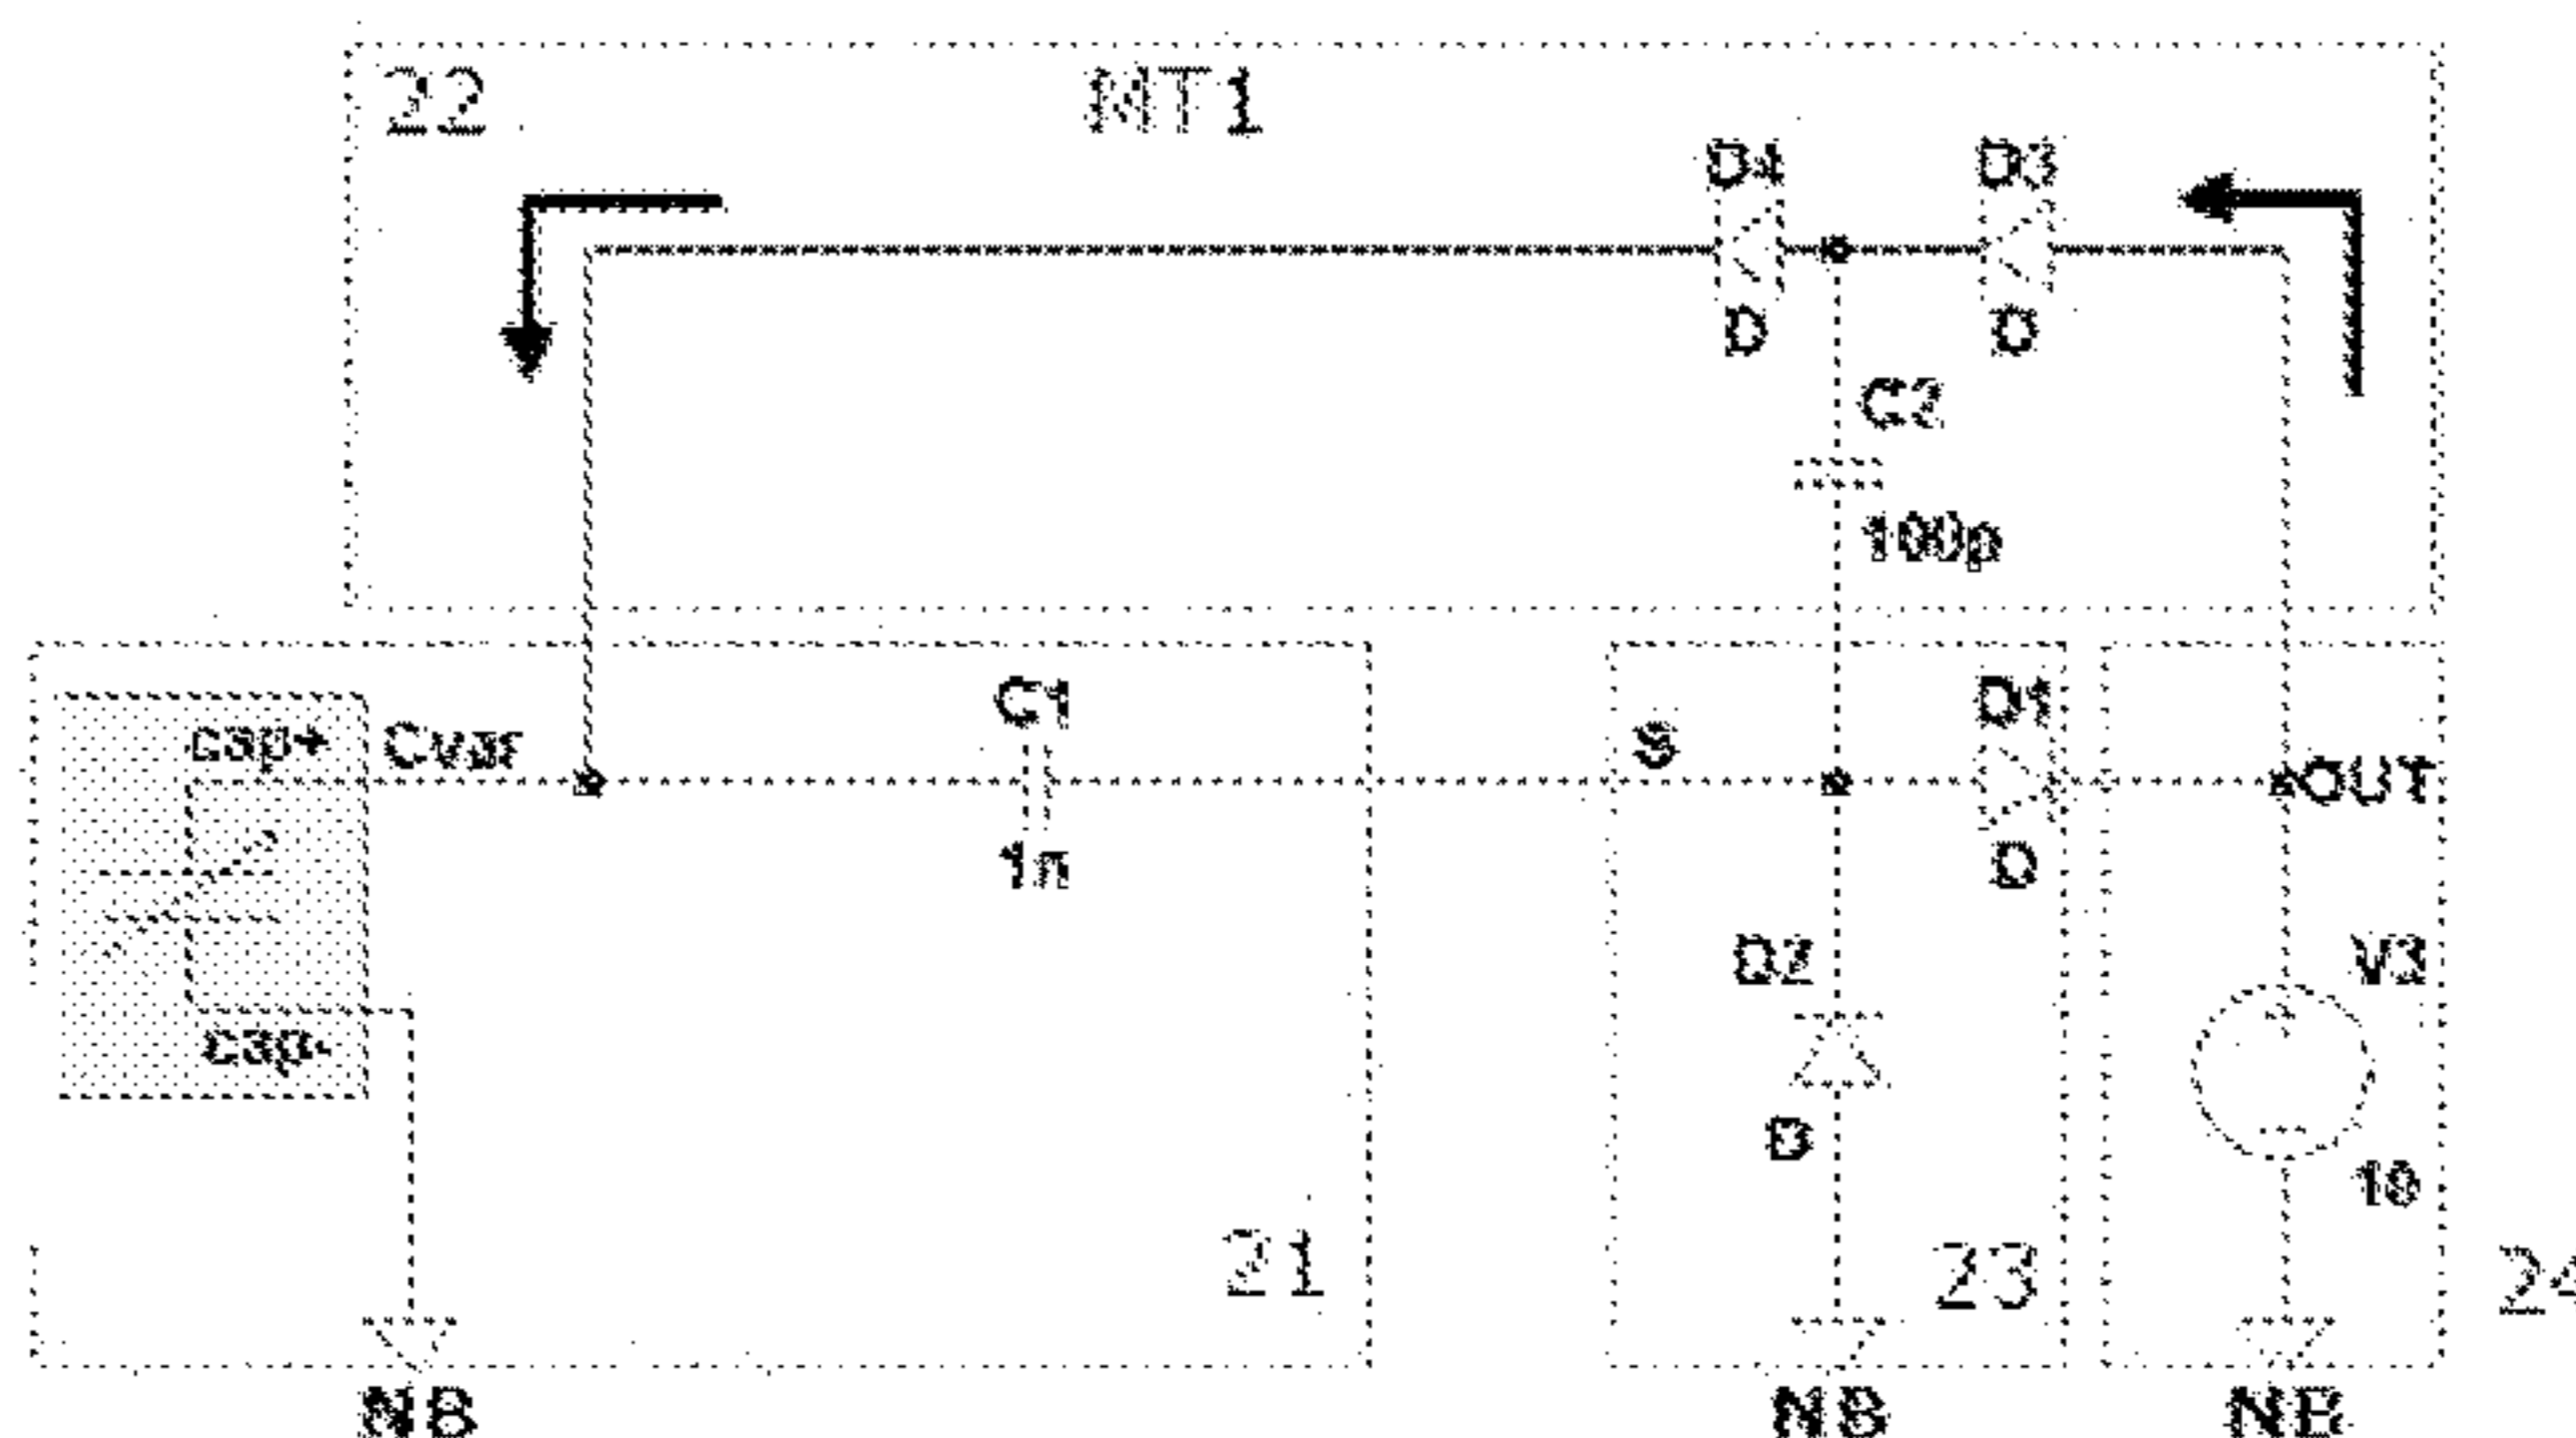 22 MT1
D4 D3
D D
C2
100p
C1 D1
cap+ Cvar S OUT
1n D
D2 V3
cap-
D
10
21 23 24
NB NB NB